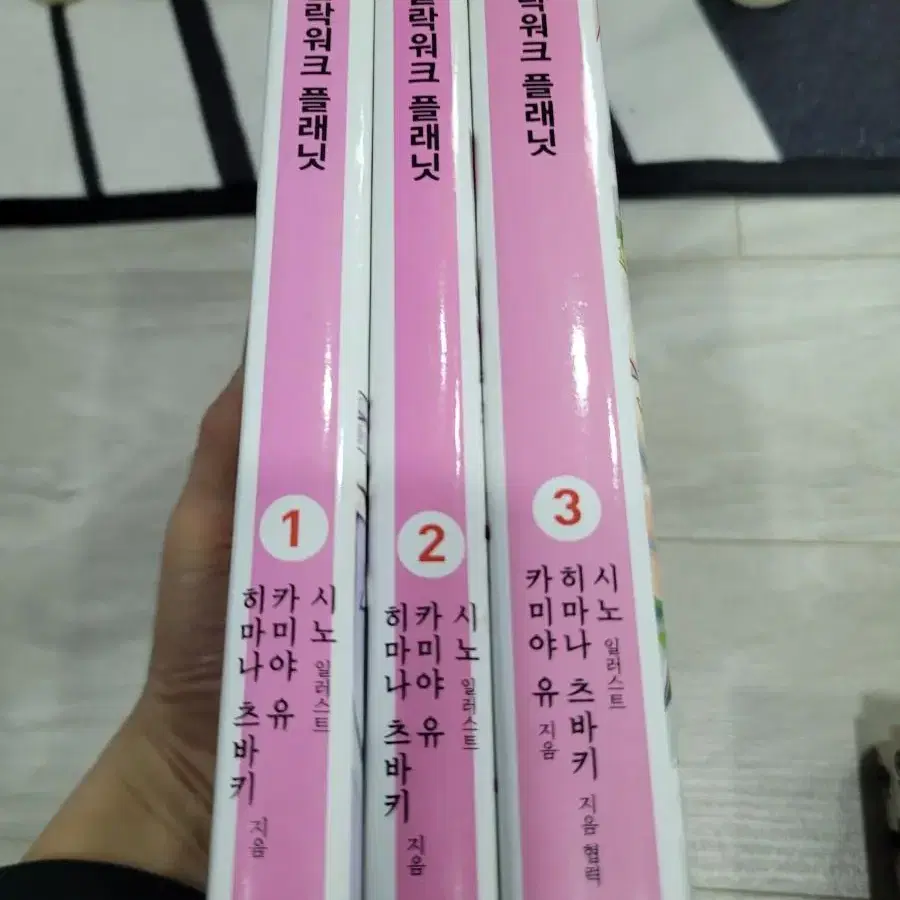 락워크 플래닛
1
시노 일러스트
카미야 유
히마나 츠바키 지음
락워크 플래닛
2
시노 일러스트
카미야 유
히마나 츠바키 지음
락워크 플래닛
3
시노 일러스트
히마나 츠바키 지음 협력
카미야 유 지음